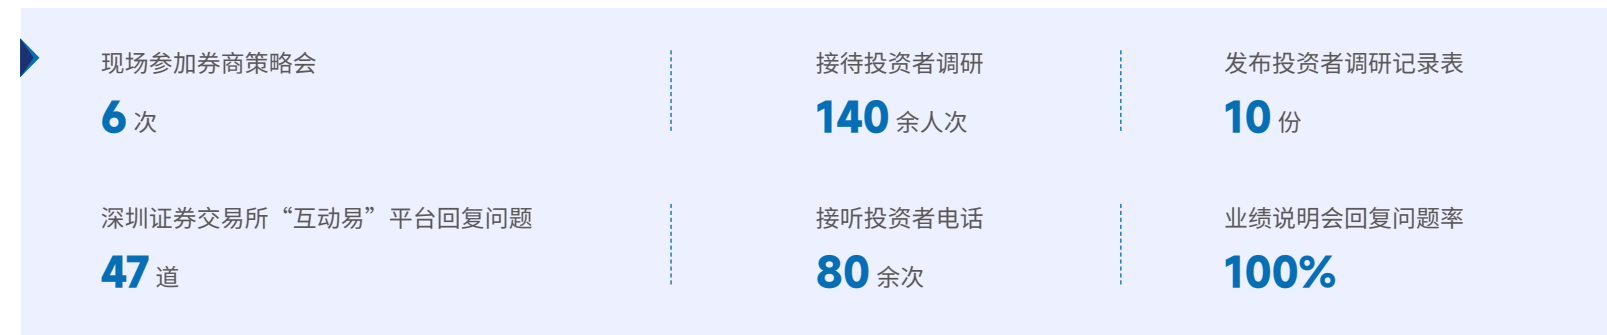 现场参加券商策略会
6 次
接待投资者调研
140 余人次
发布投资者调研记录表
10 份
深圳证券交易所“互动易”平台回复问题
47 道
接听投资者电话
80 余次
业绩说明会回复问题率
100%